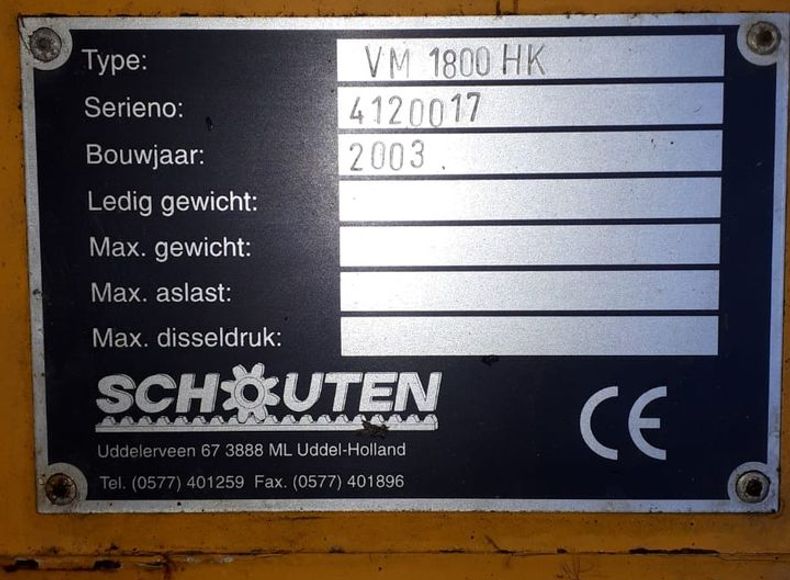 Type: VM 1800 HK
Serieno: 4120017
Bouwjaar: 2003.
Ledig gewicht:
Max. gewicht:
Max. aslast:
Max. disseldruk:
SCHOUTEN
CE
Uddelerveen 67 3888 ML Uddel-Holland
Tel. (0577) 401259 Fax. (0577) 401896